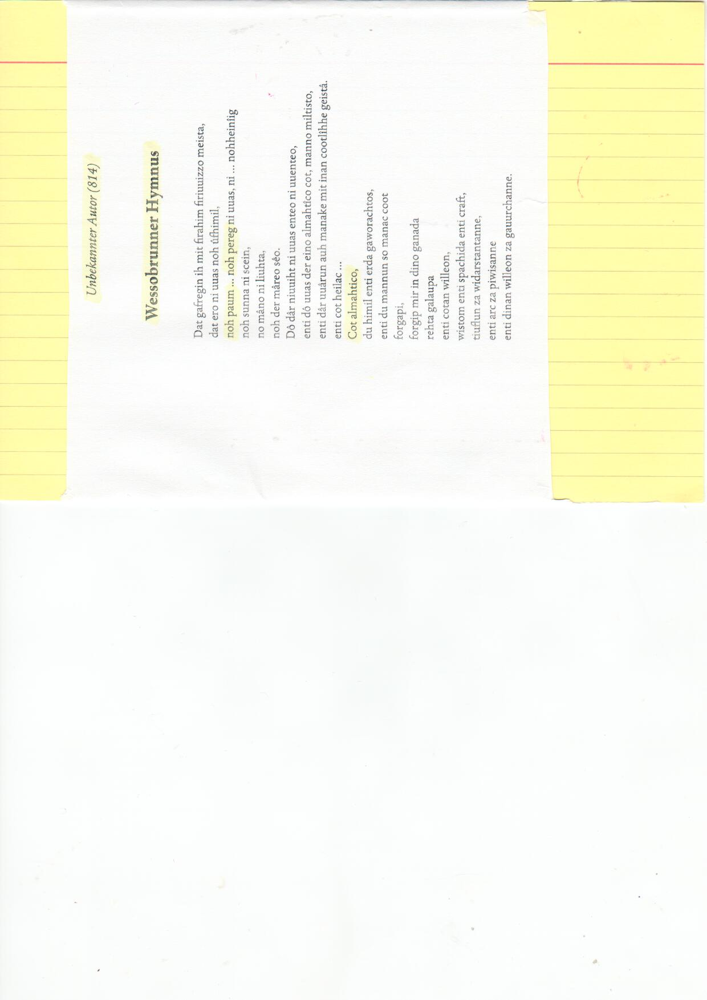 Unbekannter Autor (814)
Wessobrunner Hymnus
Dat gafregin ih mit firahim firiuuizzo meista,
dat ero ni uuas noh ûfhimil,
noh paum ... noh pereg ni uuas, ni ... nohheinîig
noh sunna ni scein,
no mâno ni liuhta,
noh der mâreo sêo.
Dô dâr niuuiht ni uuas enteo ni uuenteo,
enti dô uuas der eino almahtîco cot, manno miltisto,
enti dâr uuârun auh manake mit inan cootlîhhe geistâ.
enti cot heilac ...
Cot almahtico,
du himil enti erda gaworachtos,
enti du mannun so manac coot
forgapi,
forgip mir in dino ganada
rehta galaupa
enti cotan willeon,
wistom enti spachida enti craft,
tiuflun za widarstantanne,
enti arc za piwisanne
enti dinan willeon za gauurchanne.